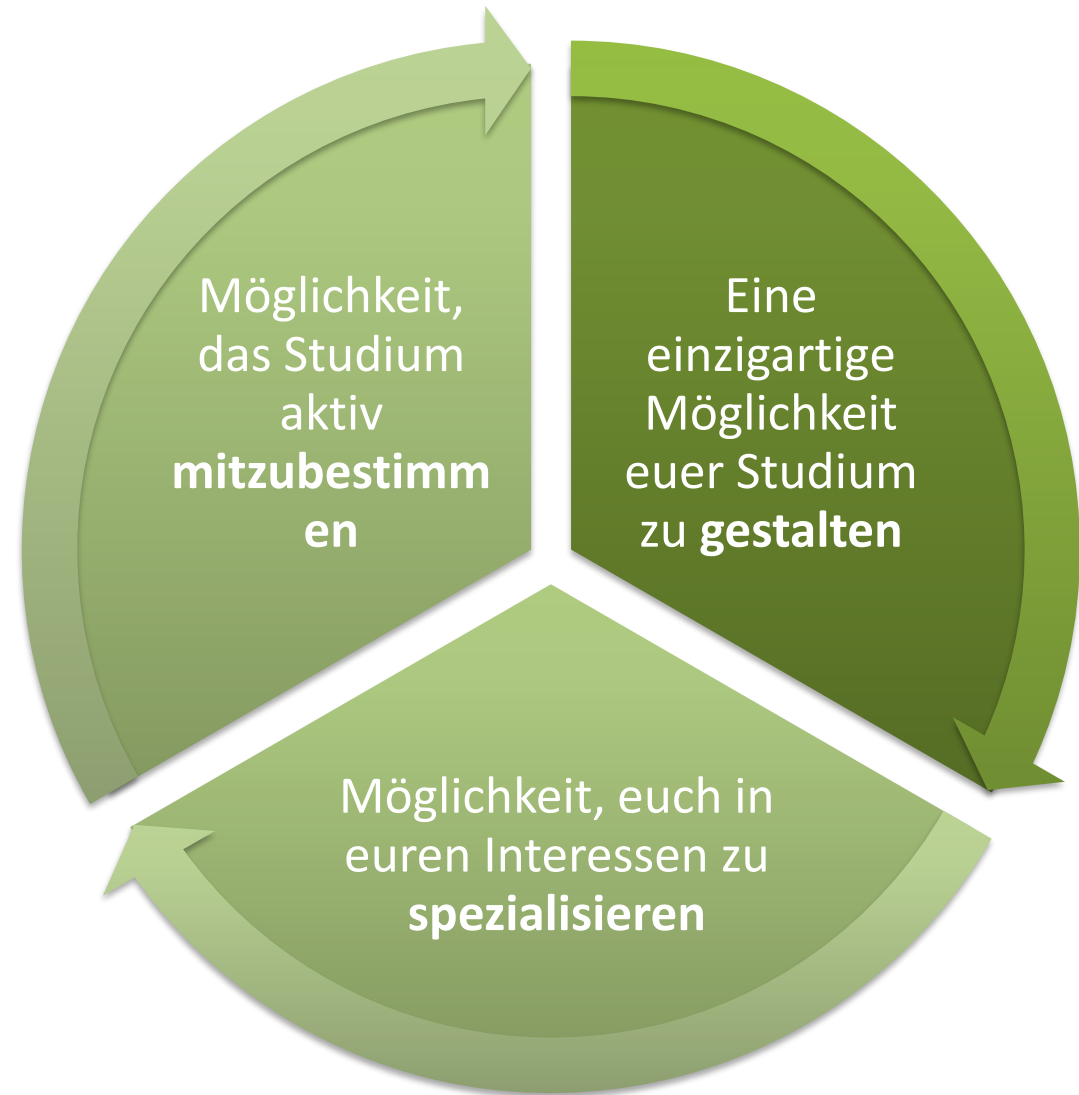 Möglichkeit,
das Studium
aktiv
mitzubestimm
en
Eine
einzigartige
Möglichkeit
euer Studium
zu gestalten
Möglichkeit, euch in
euren Interessen zu
spezialisieren